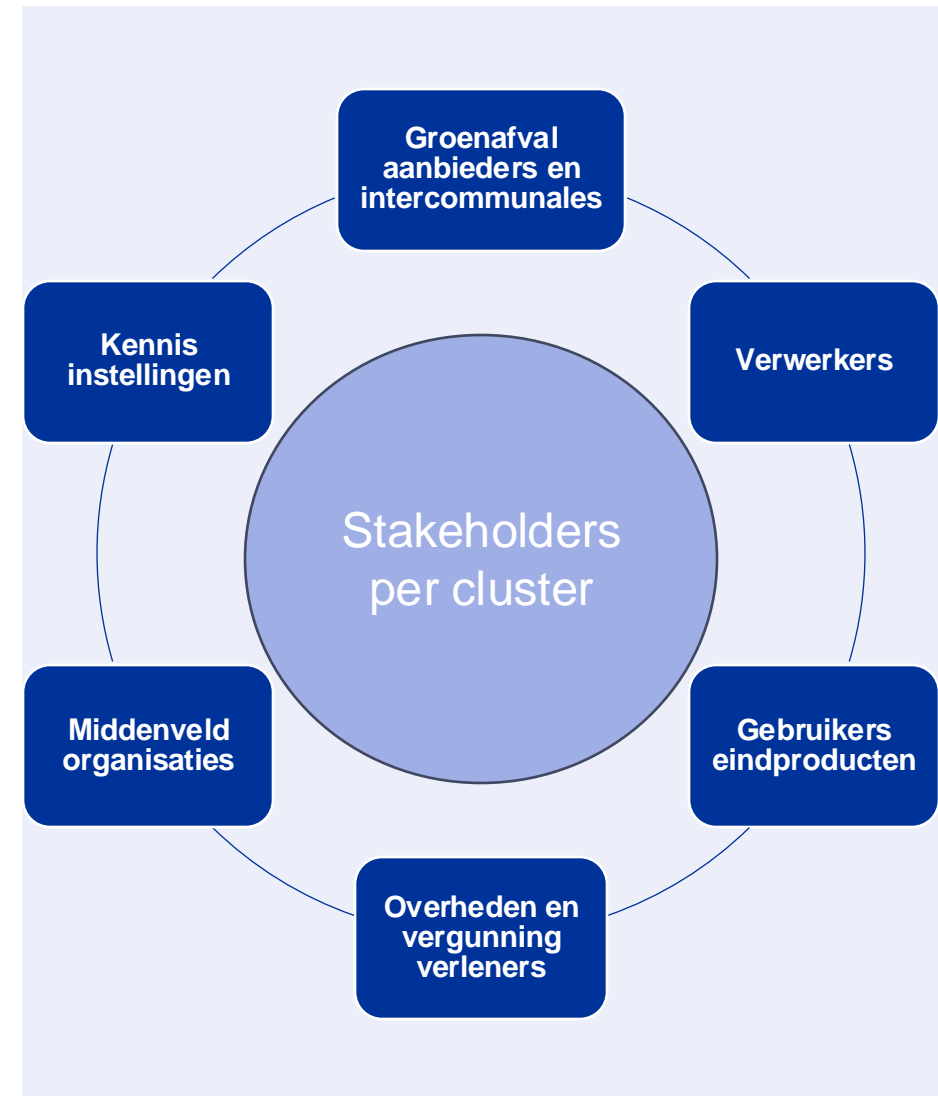 Groenafval
aanbieders en
intercommunales
Kennis
instellingen
Verwerkers
Stakeholders
per cluster
Middenveld
organisaties
Gebruikers
eindproducten
Overheden en
vergunning
verleners